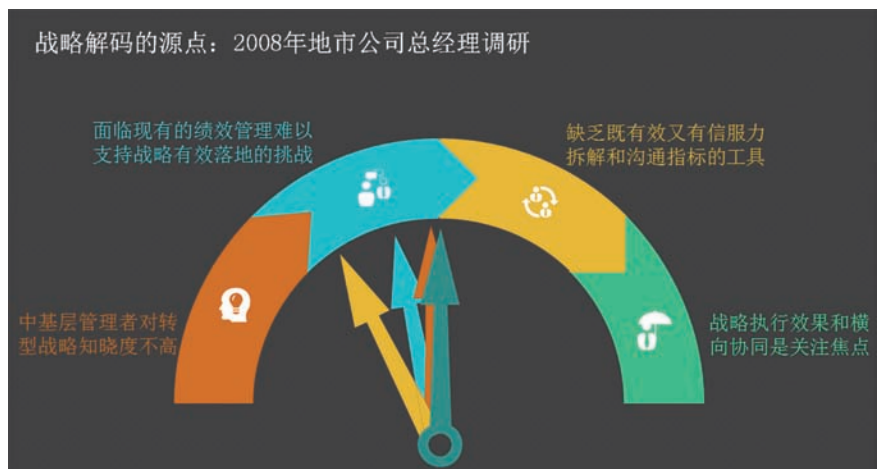 战略解码的源点：2008年地市公司总经理调研
面临现有的绩效管理难以
支持战略有效落地的挑战
缺乏既有效又有信服力
拆解和沟通指标的工具
中基层管理者对转
型战略知晓度不高
战略执行效果和横
向协同是关注焦点